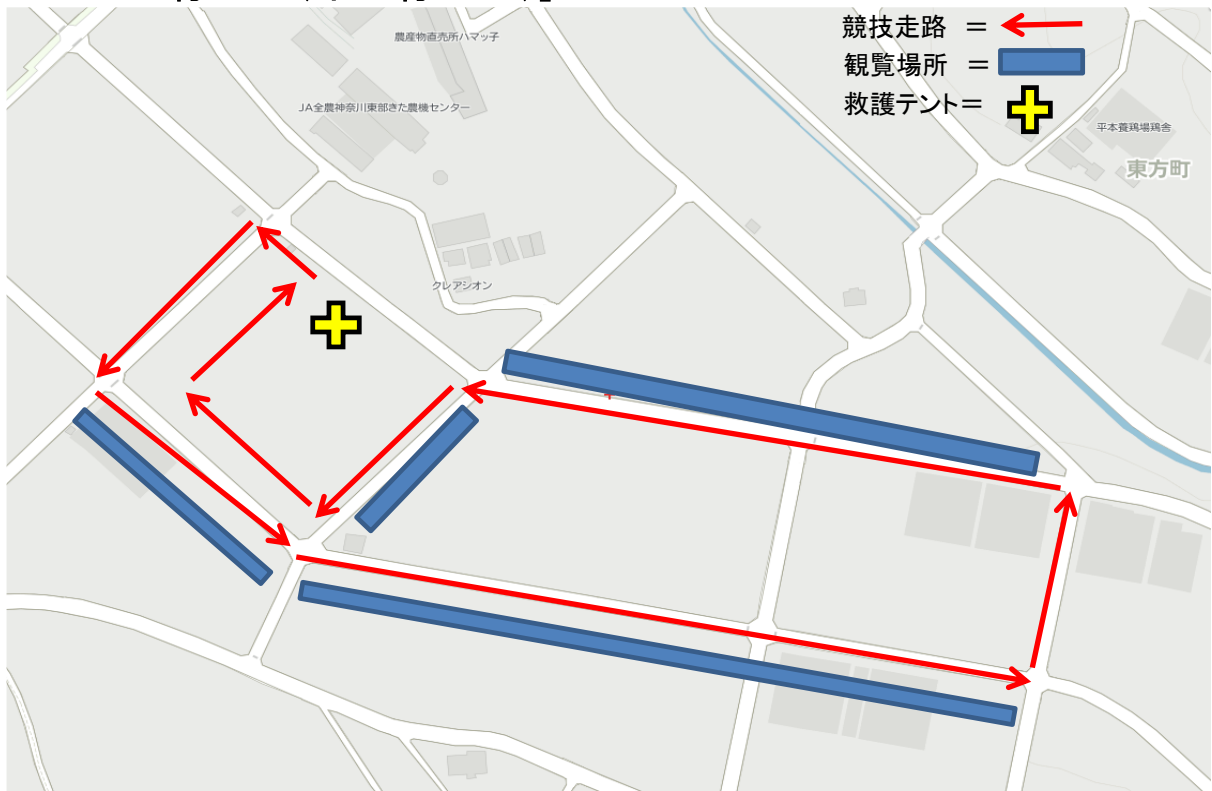 競技走路 =
観覧場所 =
救護テント=
農産物直売所ハマッ子
JA全農神奈川東部きた農機センター
平本養鶏場鶏舎
東方町
クレアシオン